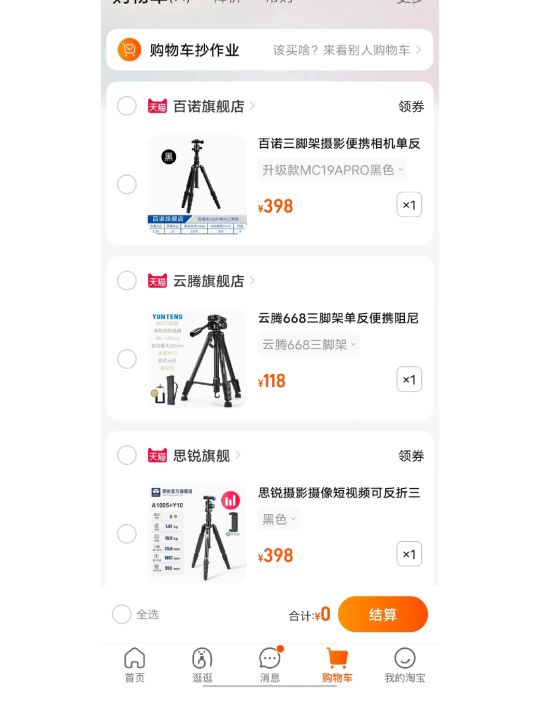 购物车抄作业
该买啥？来看别人购物车
天猫 百诺旗舰店
领券
黑
百诺旗舰店
百诺三脚架摄影便携相机单反
升级款MC19APRO黑色
¥398
×1
天猫 云腾旗舰店
YUNTENG
云腾668三脚架单反便携阻尼
云腾668三脚架
¥118
×1
天猫 思锐旗舰
领券
思锐官方旗舰店
A1005+Y10
思锐摄影摄像短视频可反折三
黑色
¥398
×1
全选
合计:¥0
结算
首页
逛逛
消息
购物车
我的淘宝